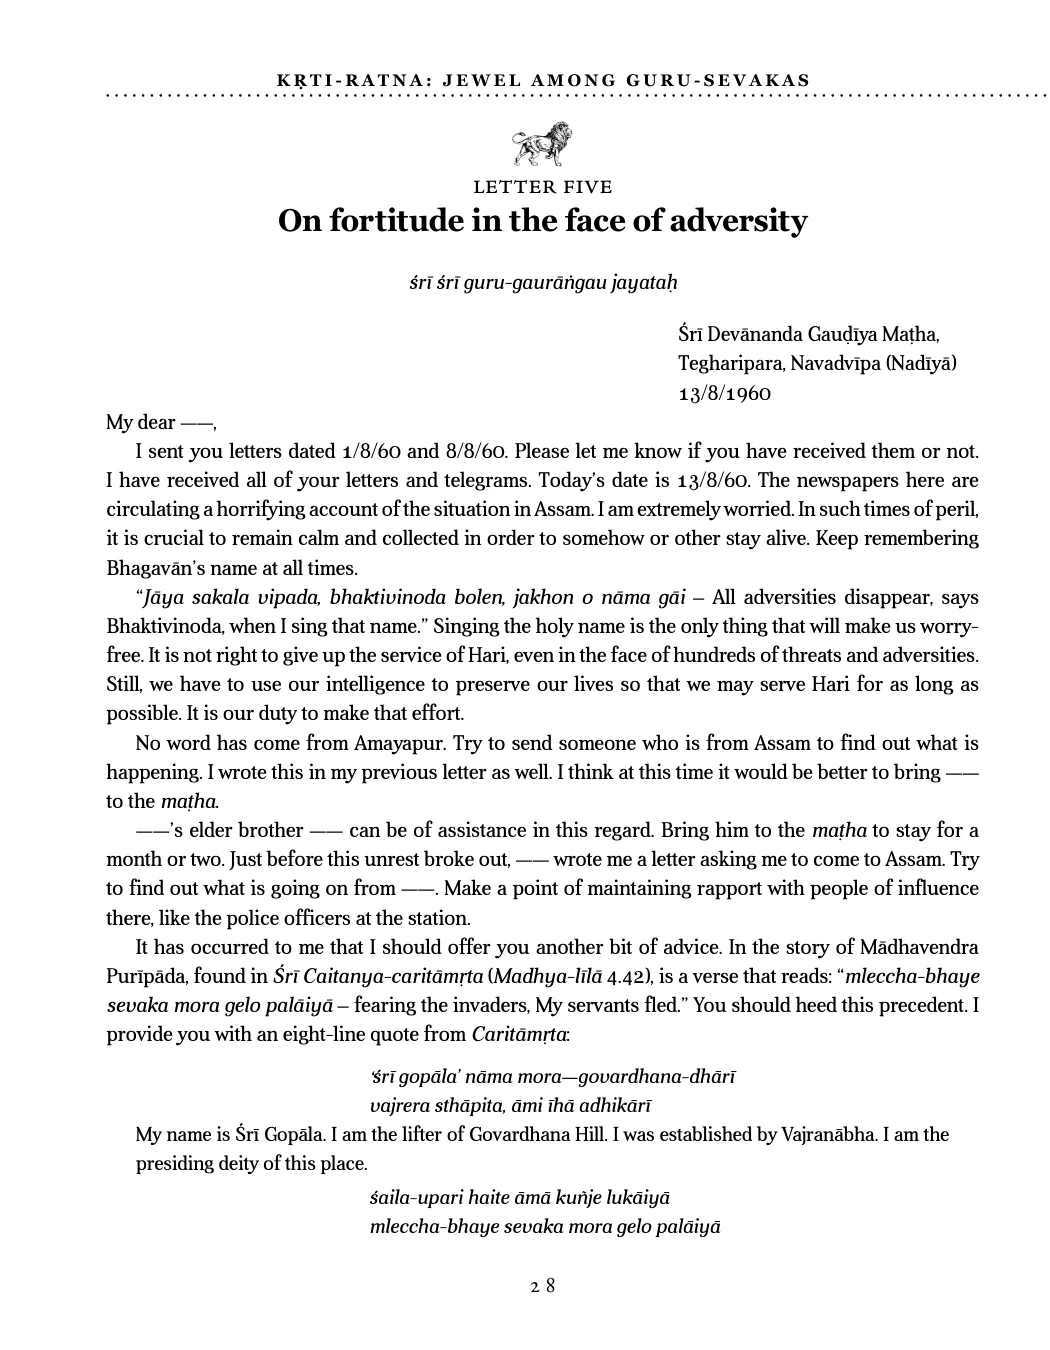 KṚTI-RATNA: JEWEL AMONG GURU-SEVAKAS
LETTER FIVE
On fortitude in the face of adversity
śrī śrī guru-gaurāṅgau jayataḥ
Śrī Devānanda Gauḍīya Maṭha,
Tegharipara, Navadvīpa (Nadīyā)
13/8/1960
My dear ——,
I sent you letters dated 1/8/60 and 8/8/60. Please let me know if you have received them or not.
I have received all of your letters and telegrams. Today’s date is 13/8/60. The newspapers here are
circulating a horrifying account of the situation in Assam. I am extremely worried. In such times of peril,
it is crucial to remain calm and collected in order to somehow or other stay alive. Keep remembering
Bhagavān’s name at all times.
“Jāya sakala vipada, bhaktivinoda bolen, jakhon o nāma gāi – All adversities disappear, says
Bhaktivinoda, when I sing that name.” Singing the holy name is the only thing that will make us worry-
free. It is not right to give up the service of Hari, even in the face of hundreds of threats and adversities.
Still, we have to use our intelligence to preserve our lives so that we may serve Hari for as long as
possible. It is our duty to make that effort.
No word has come from Amayapur. Try to send someone who is from Assam to find out what is
happening. I wrote this in my previous letter as well. I think at this time it would be better to bring ——
to the maṭha.
——’s elder brother —— can be of assistance in this regard. Bring him to the maṭha to stay for a
month or two. Just before this unrest broke out, —— wrote me a letter asking me to come to Assam. Try
to find out what is going on from ——. Make a point of maintaining rapport with people of influence
there, like the police officers at the station.
It has occurred to me that I should offer you another bit of advice. In the story of Mādhavendra
Purīpāda, found in Śrī Caitanya-caritāmṛta (Madhya-līlā 4.42), is a verse that reads: “mleccha-bhaye
sevaka mora gelo palāiyā – fearing the invaders, My servants fled.” You should heed this precedent. I
provide you with an eight-line quote from Caritāmṛta:
‘śrī gopāla’ nāma mora—govardhana-dhārī
vajrera sthāpita, āmi īhā adhikārī
My name is Śrī Gopāla. I am the lifter of Govardhana Hill. I was established by Vajranābha. I am the
presiding deity of this place.
śaila-upari haite āmā kuñje lukāiyā
mleccha-bhaye sevaka mora gelo palāiyā
28